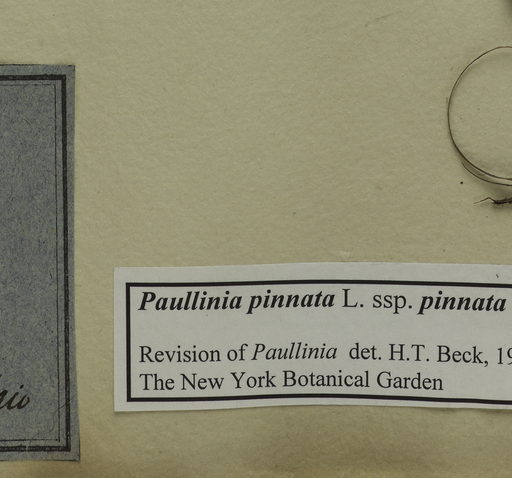 Paullinia pinnata L. ssp. pinnata
Revision of Paullinia det. H.T. Beck, 19
The New York Botanical Garden